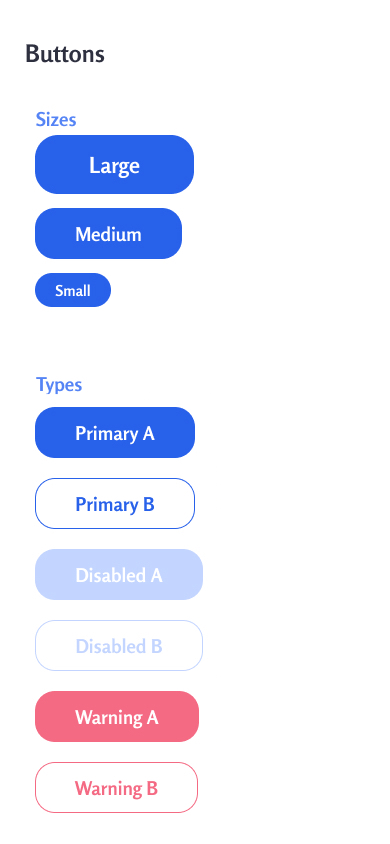 Buttons
Sizes
Large
Medium
Small
Types
Primary A
Primary B
Disabled A
Disabled B
Warning A
Warning B